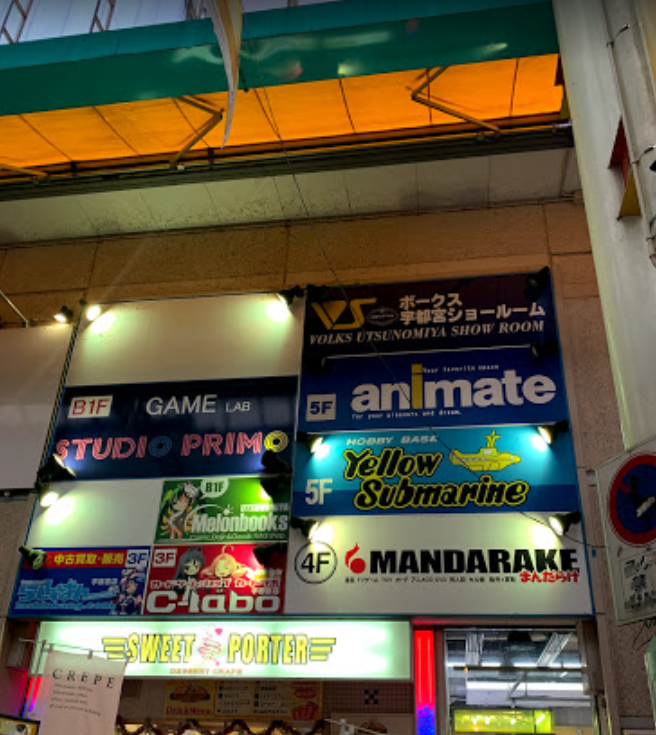 VS
ボークス
宇都宮ショールーム
VOLKS UTSUNOMIYA SHOW ROOM
B1F
GAME LAB
STUDIO PRIMO
Your favorite space
animate
5F
for your pleasure and dream.
HOBBY BASE
Yellow
Submarine
5F
B1F
Melonbooks
4F
MANDARAKE
まんだらけ
中古買取・販売
3F
3F
C-labo
SWEET PORTER
DESSERT CRAPE
CREPE